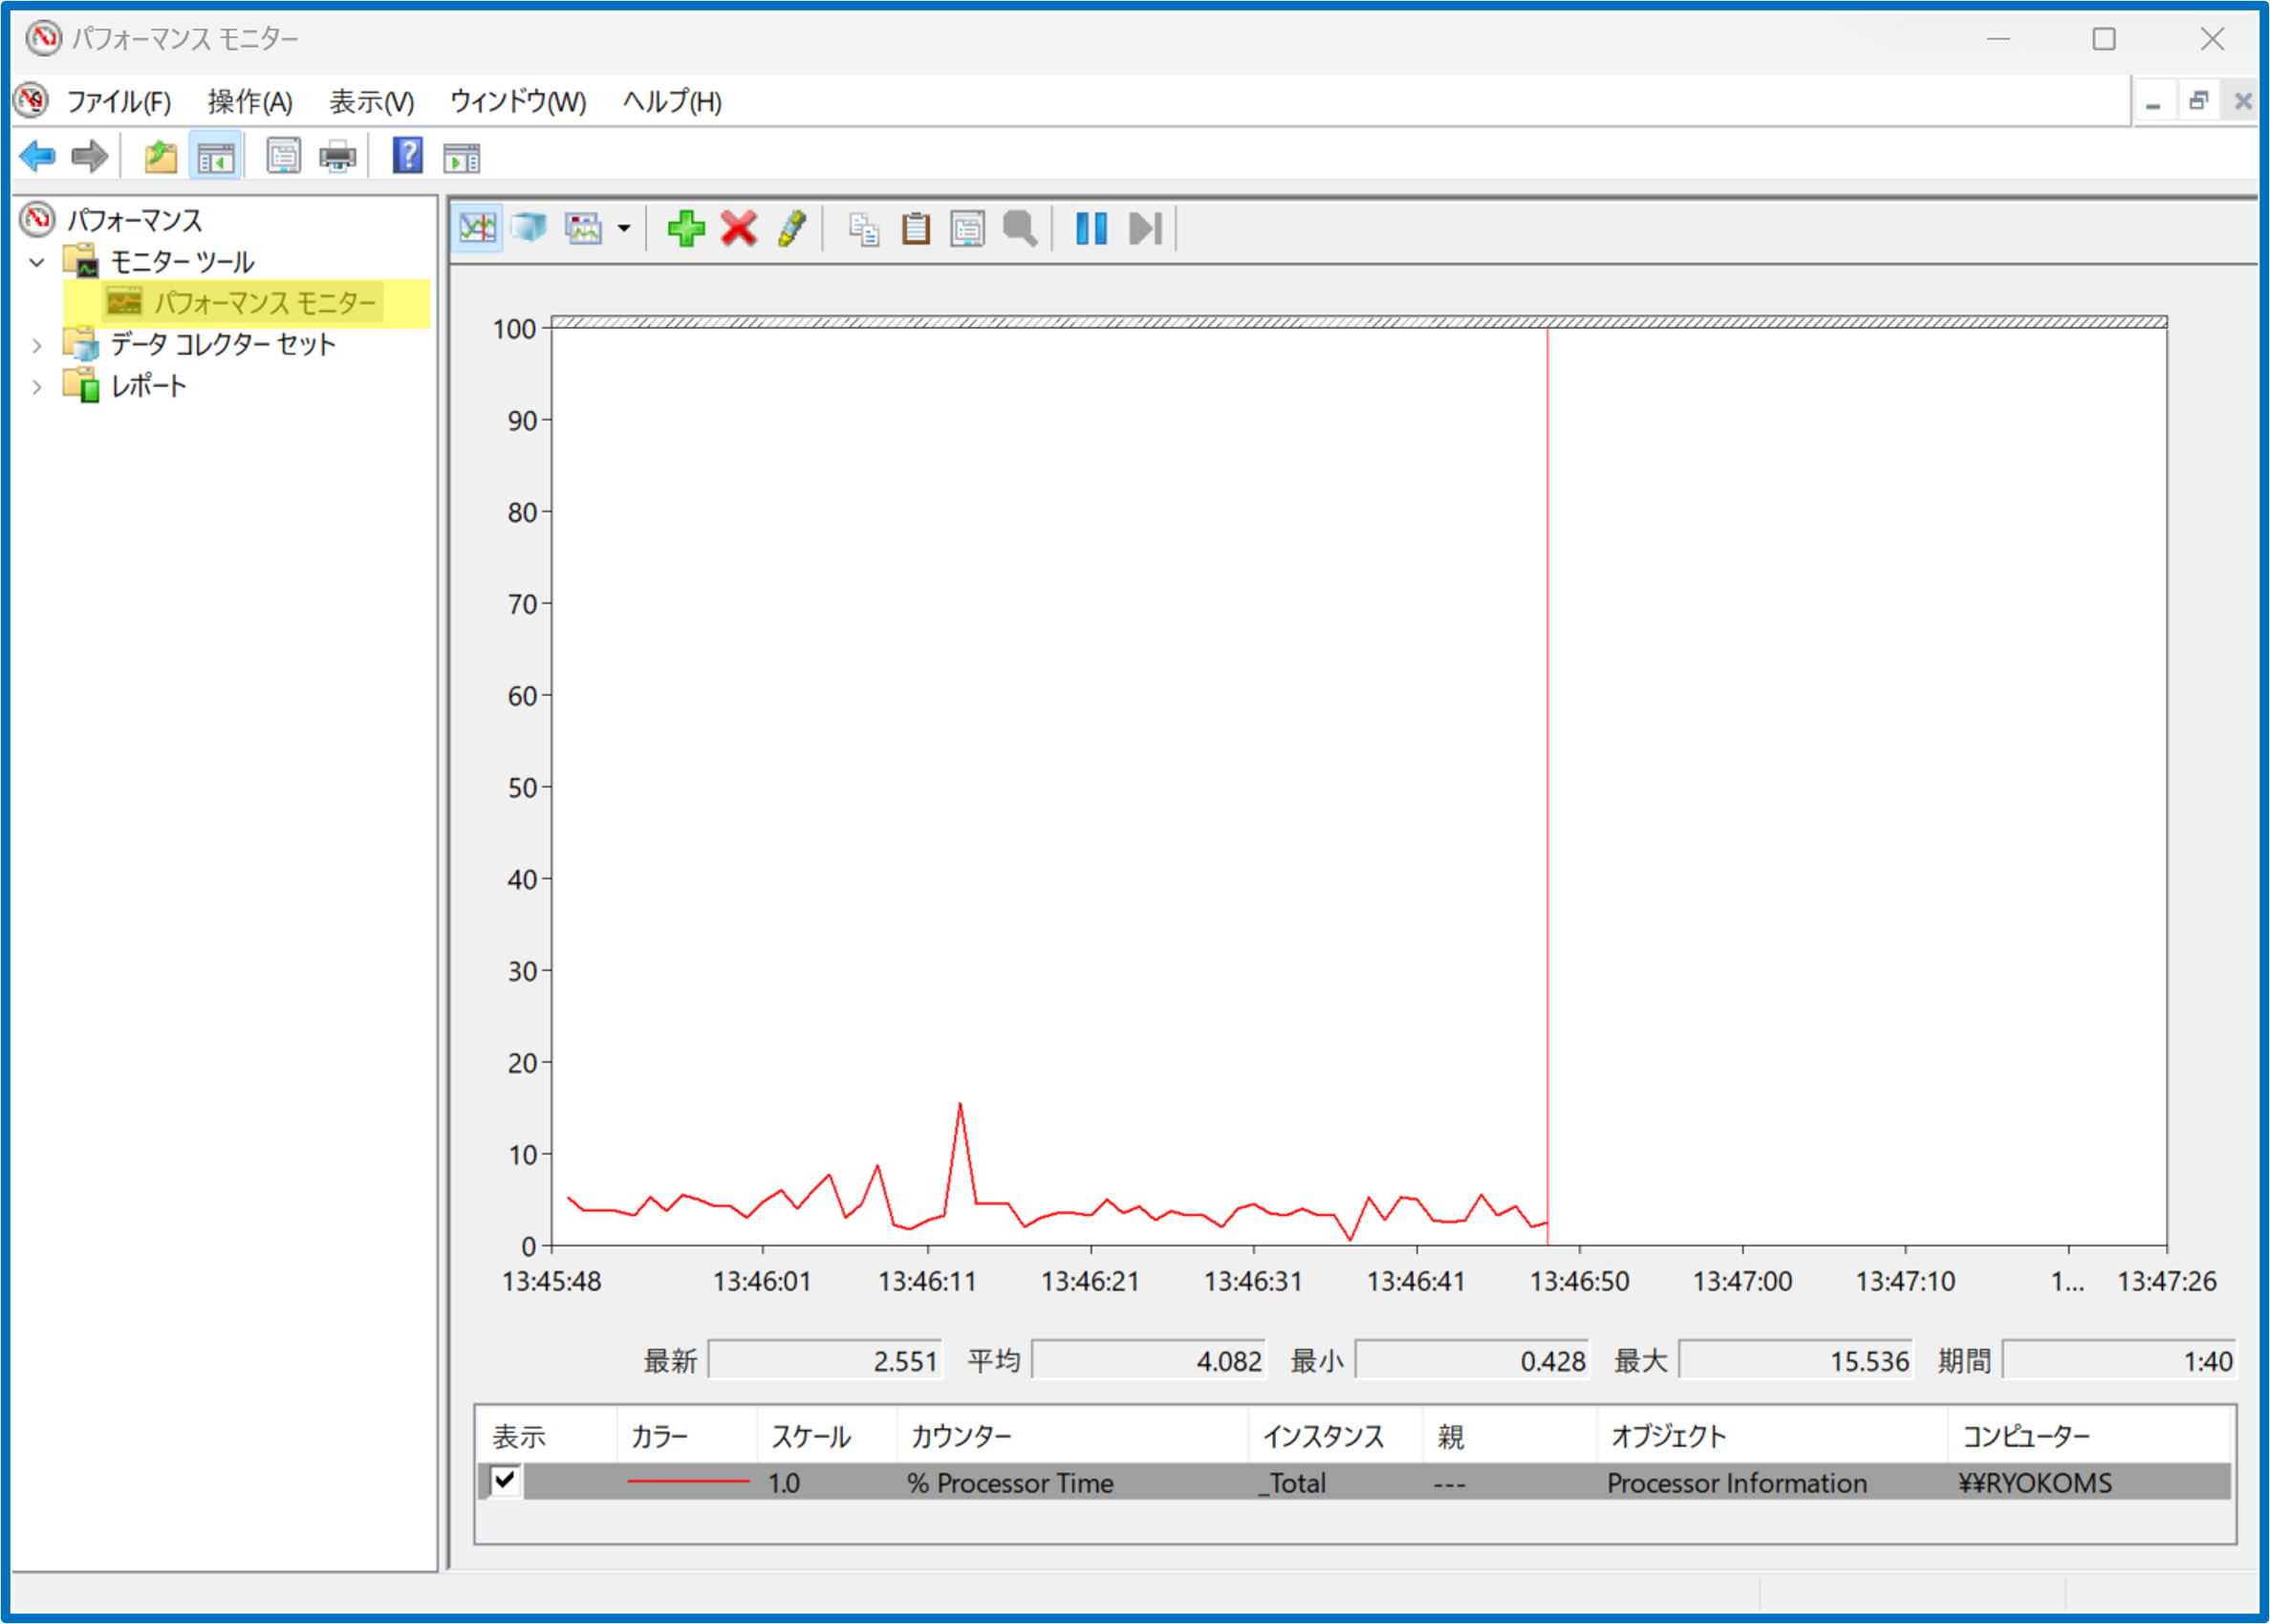 パフォーマンス モニター
ファイル(F) 操作(A) 表示(V) ウィンドウ(W) ヘルプ(H)
パフォーマンス
モニター ツール
パフォーマンス モニター
データ コレクター セット
レポート
100
90
80
70
60
50
40
30
20
10
0
13:45:48 13:46:01 13:46:11 13:46:21 13:46:31 13:46:41 13:46:50 13:47:00 13:47:10 1... 13:47:26
最新 2.551 平均 4.082 最小 0.428 最大 15.536 期間 1:40
表示 カラー スケール カウンター インスタンス 親 オブジェクト コンピューター
1.0 % Processor Time _Total --- Processor Information ¥¥RYOKOMS